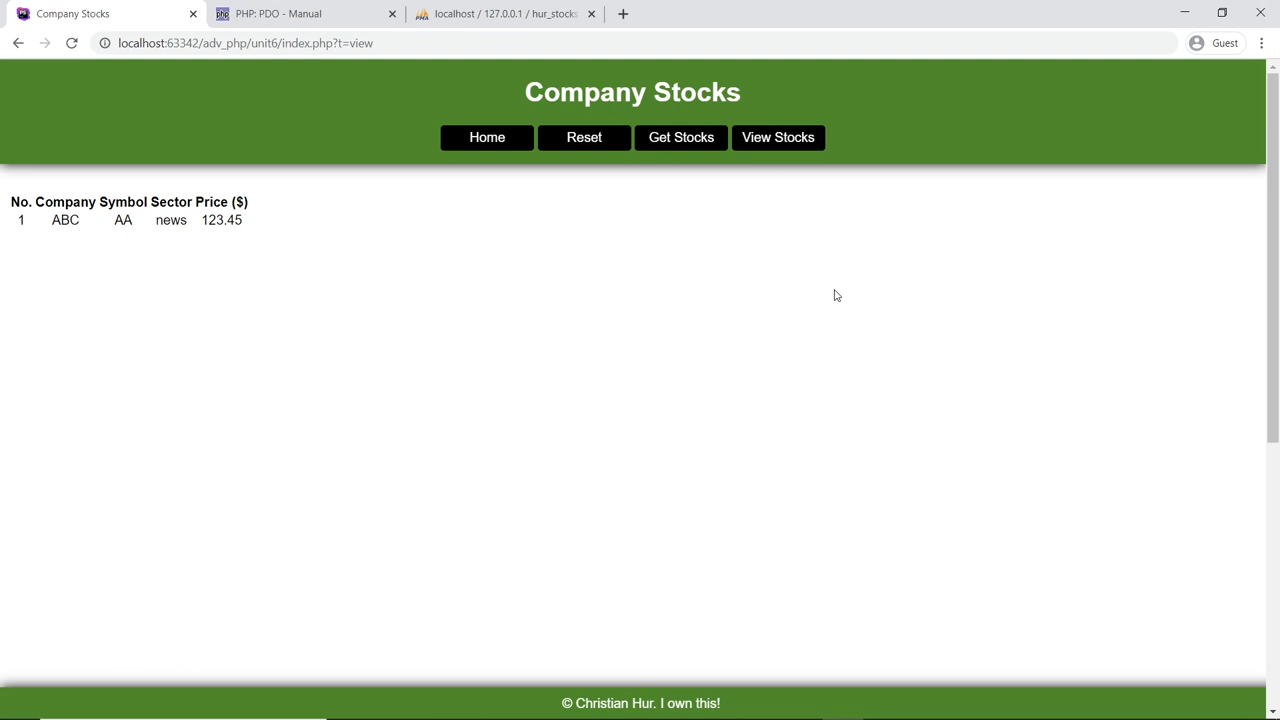 Company Stocks
PHP: PDO - Manual
localhost / 127.0.0.1 / hur_stocks
localhost:63342/adv_php/unit6/index.php?t=view
Guest
Company Stocks
Home Reset Get Stocks View Stocks
No. Company Symbol Sector Price ($)
1 ABC AA news 123.45
© Christian Hur. I own this!